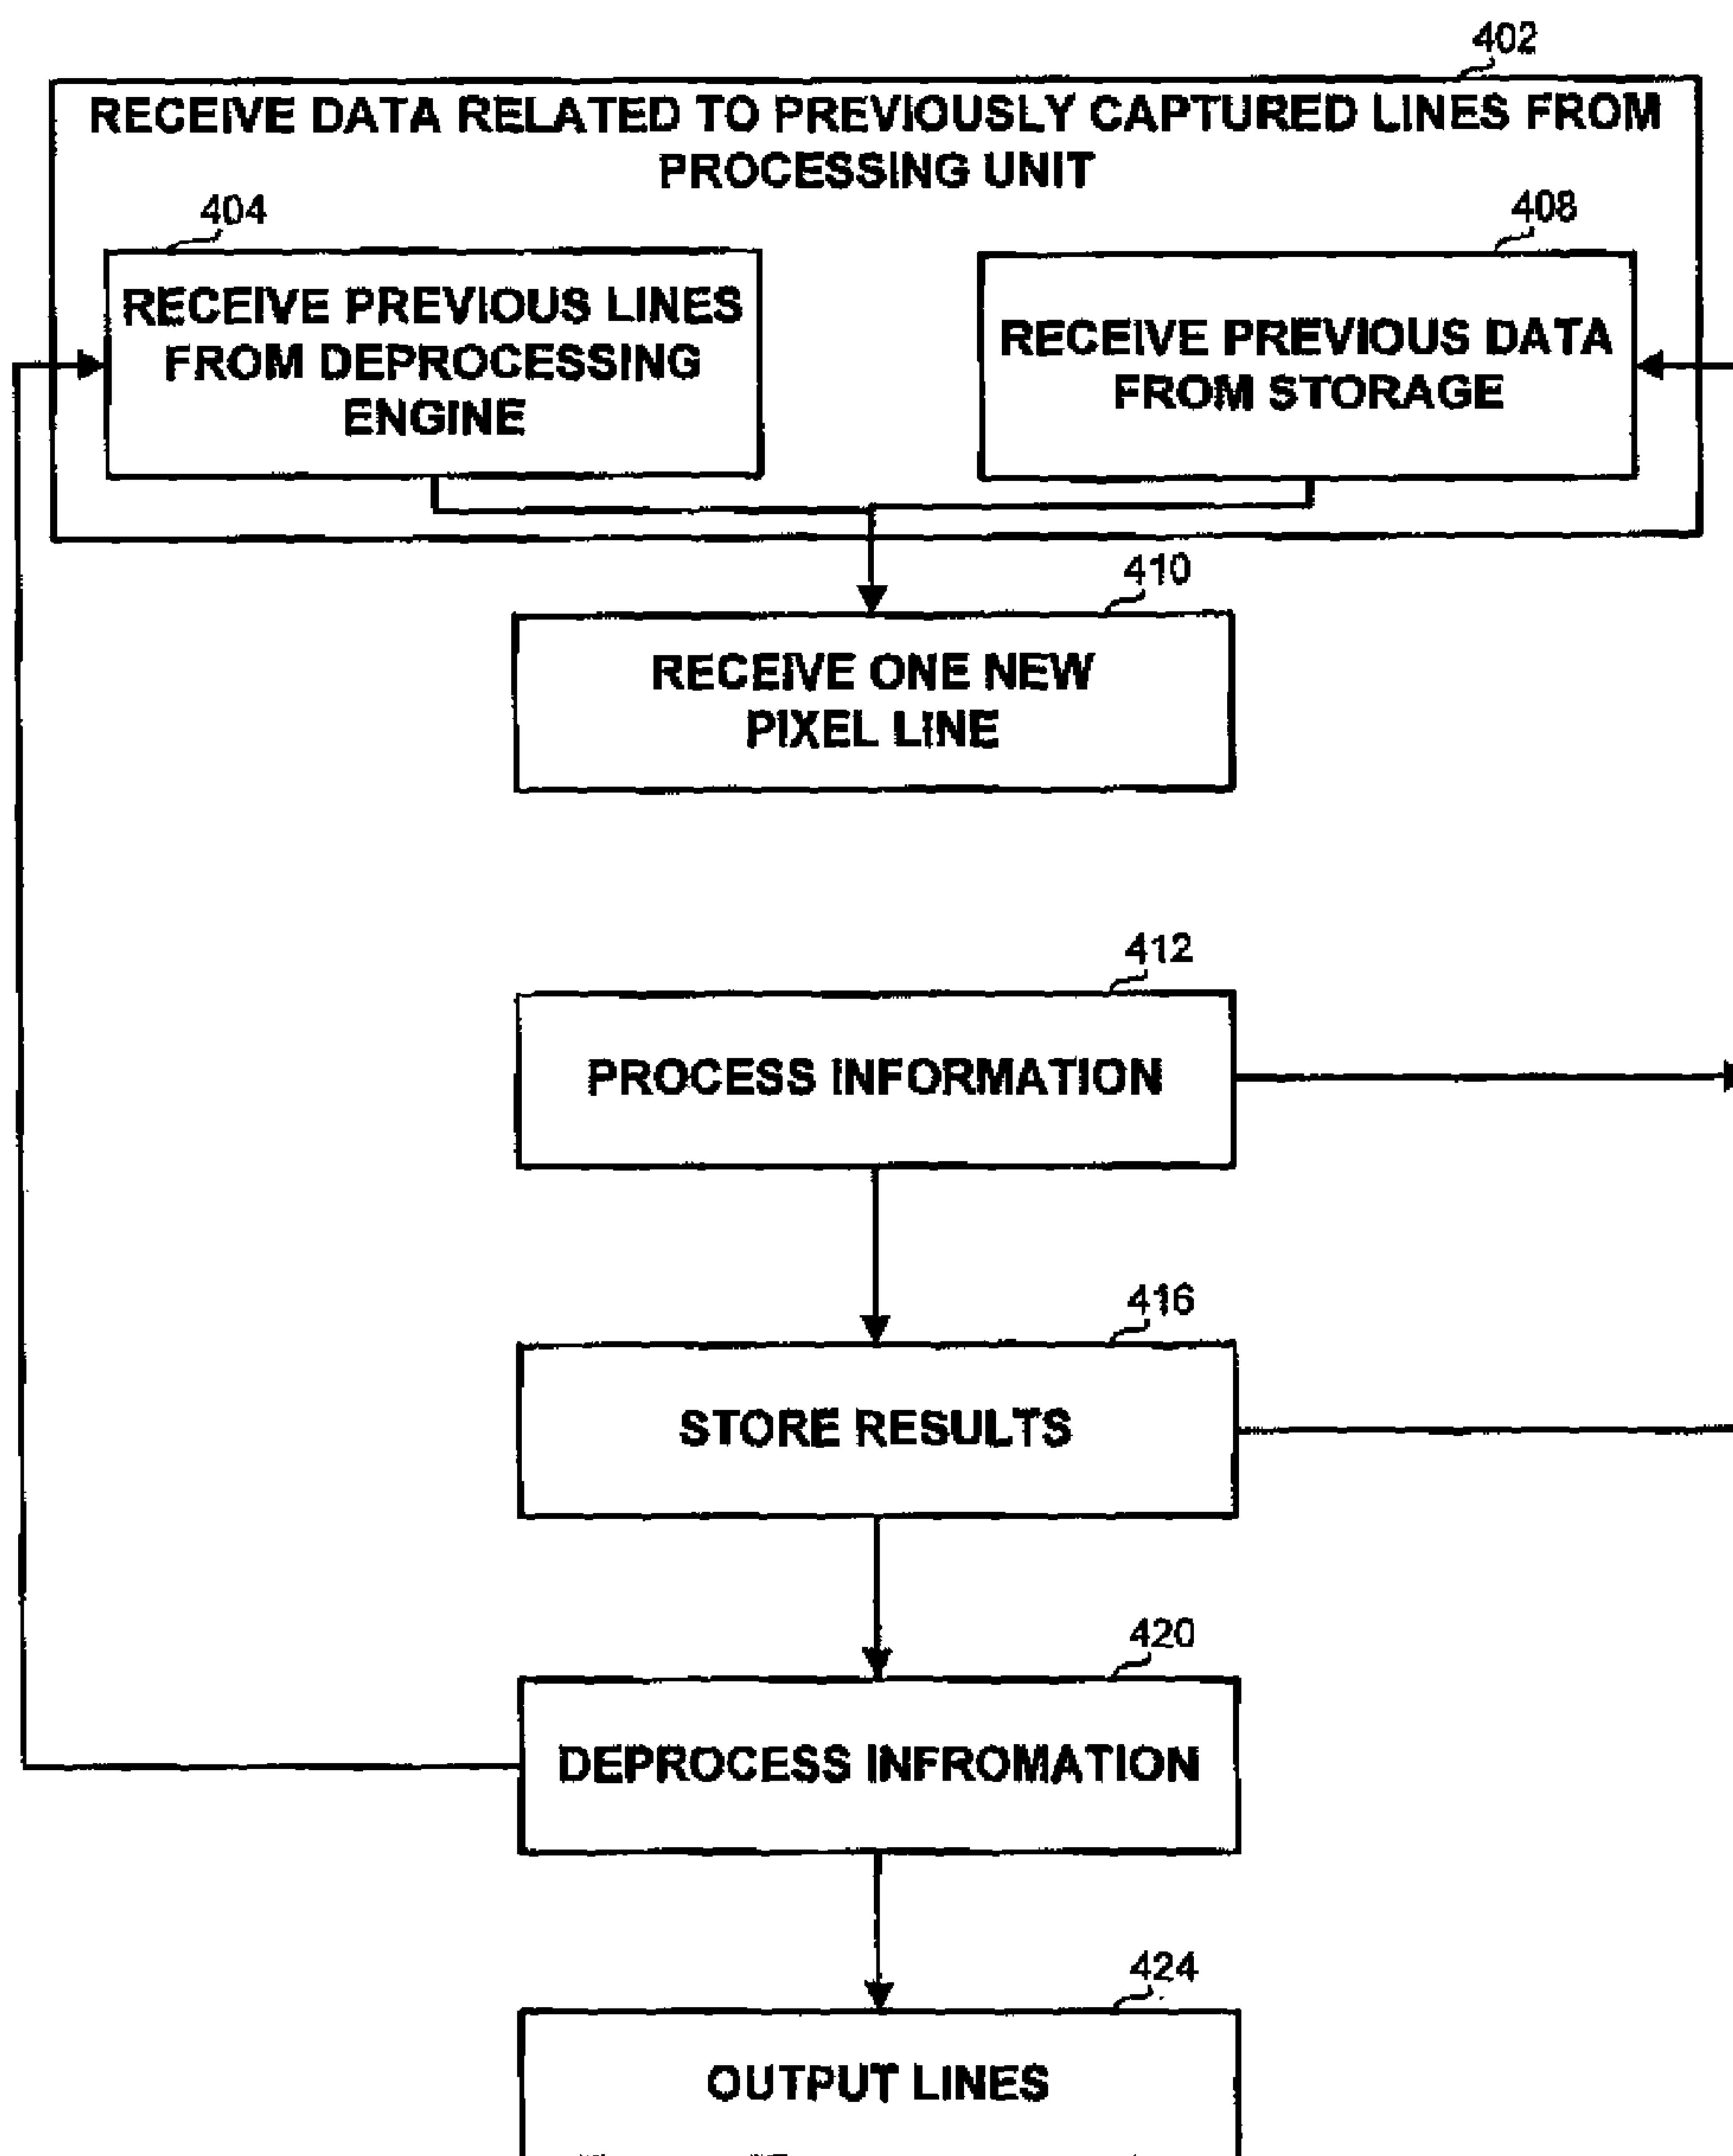 402
RECEIVE DATA RELATED TO PREVIOUSLY CAPTURED LINES FROM
PROCESSING UNIT
404
RECEIVE PREVIOUS LINES
FROM DEPROCESSING
ENGINE
408
RECEIVE PREVIOUS DATA
FROM STORAGE
410
RECEIVE ONE NEW
PIXEL LINE
412
PROCESS INFORMATION
416
STORE RESULTS
420
DEPROCESS INFROMATION
424
OUTPUT LINES